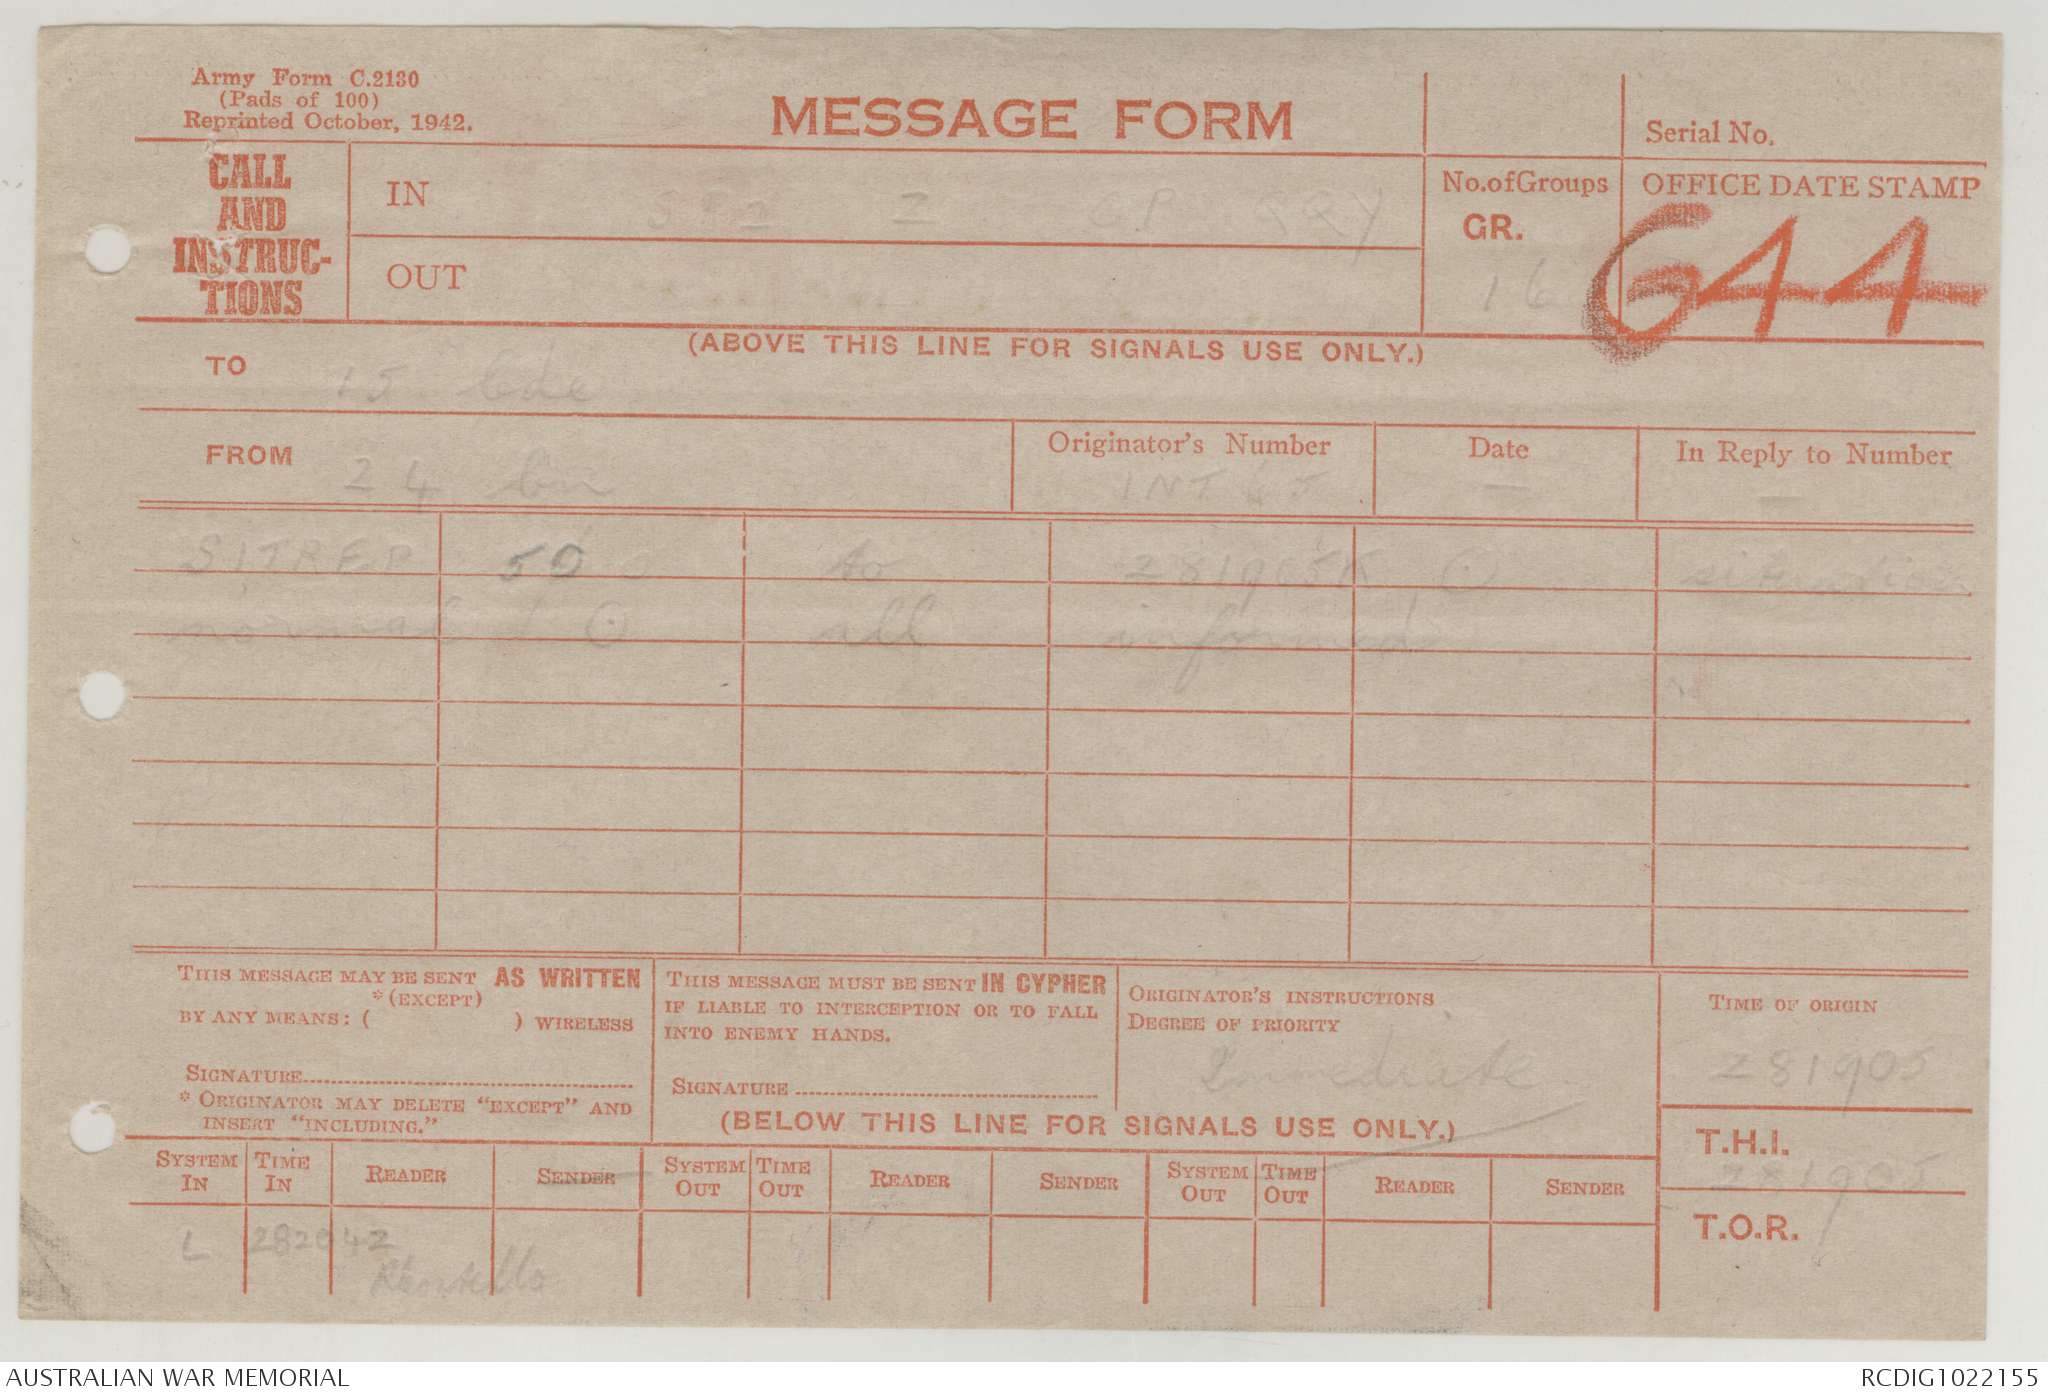 Army Form C.2130
(Pads of 100)
Reprinted October, 1942.
MESSAGE FORM
Serial No.
CALL AND INSTRUC-TIONS
IN
OUT
No. of Groups
GR. 16
OFFICE DATE STAMP
G44
(ABOVE THIS LINE FOR SIGNALS USE ONLY.)
TO 15 bde
FROM 24 bn
Originator's Number
INT 65
Date
—
In Reply to Number
—
SITREP 50 to 281905K ⊙ situation
normal ⊙ all informed
THIS MESSAGE MAY BE SENT AS WRITTEN
*(EXCEPT)
BY ANY MEANS: ( ) WIRELESS
SIGNATURE
* ORIGINATOR MAY DELETE "EXCEPT" AND
INSERT "INCLUDING."
THIS MESSAGE MUST BE SENT IN CYPHER
IF LIABLE TO INTERCEPTION OR TO FALL
INTO ENEMY HANDS.
SIGNATURE
ORIGINATOR'S INSTRUCTIONS
DEGREE OF PRIORITY
Immediate
TIME OF ORIGIN
281905
(BELOW THIS LINE FOR SIGNALS USE ONLY.)
T.H.I.
281905
T.O.R.
SYSTEM IN TIME IN READER SENDER SYSTEM OUT TIME OUT READER SENDER SYSTEM OUT TIME OUT READER SENDER
L 282042
AUSTRALIAN WAR MEMORIAL
RCDIG1022155